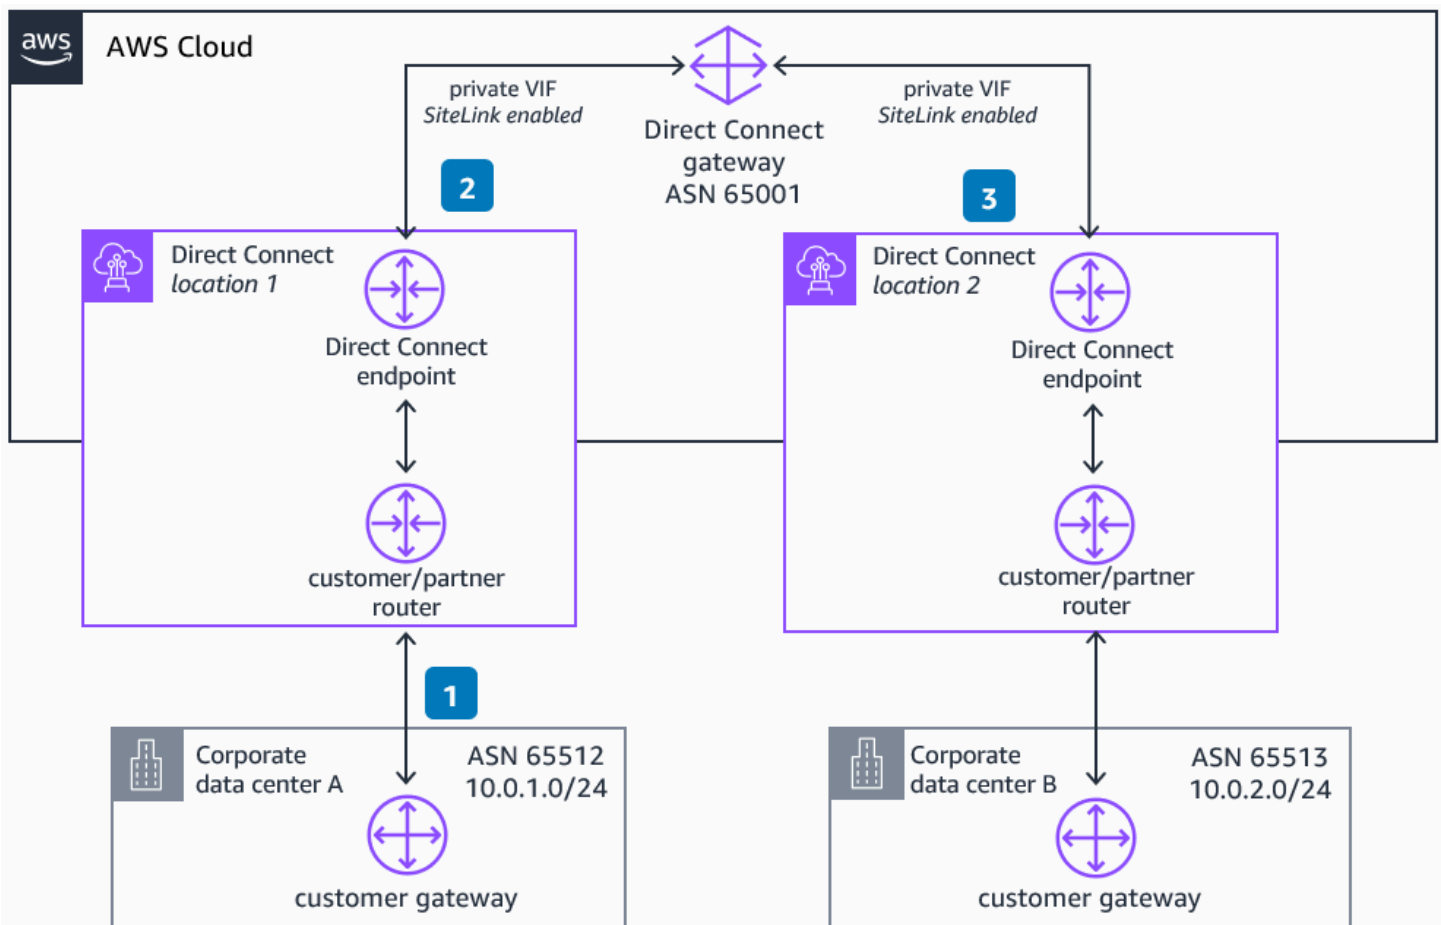 aws
AWS Cloud
private VIF
SiteLink enabled
Direct Connect
gateway
ASN 65001
private VIF
SiteLink enabled
2
3
Direct Connect
location 1
Direct Connect
endpoint
customer/partner
router
Direct Connect
location 2
Direct Connect
endpoint
customer/partner
router
1
Corporate
data center A
ASN 65512
10.0.1.0/24
customer gateway
Corporate
data center B
ASN 65513
10.0.2.0/24
customer gateway